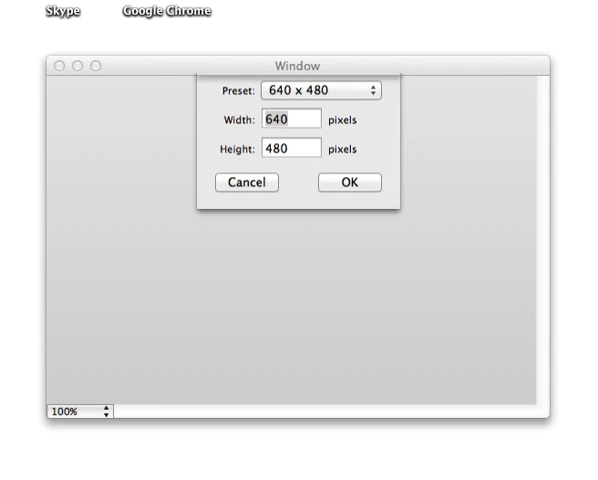 Skype Google Chrome
Window
Preset: 640 x 480
Width: 640 pixels
Height: 480 pixels
Cancel OK
100%